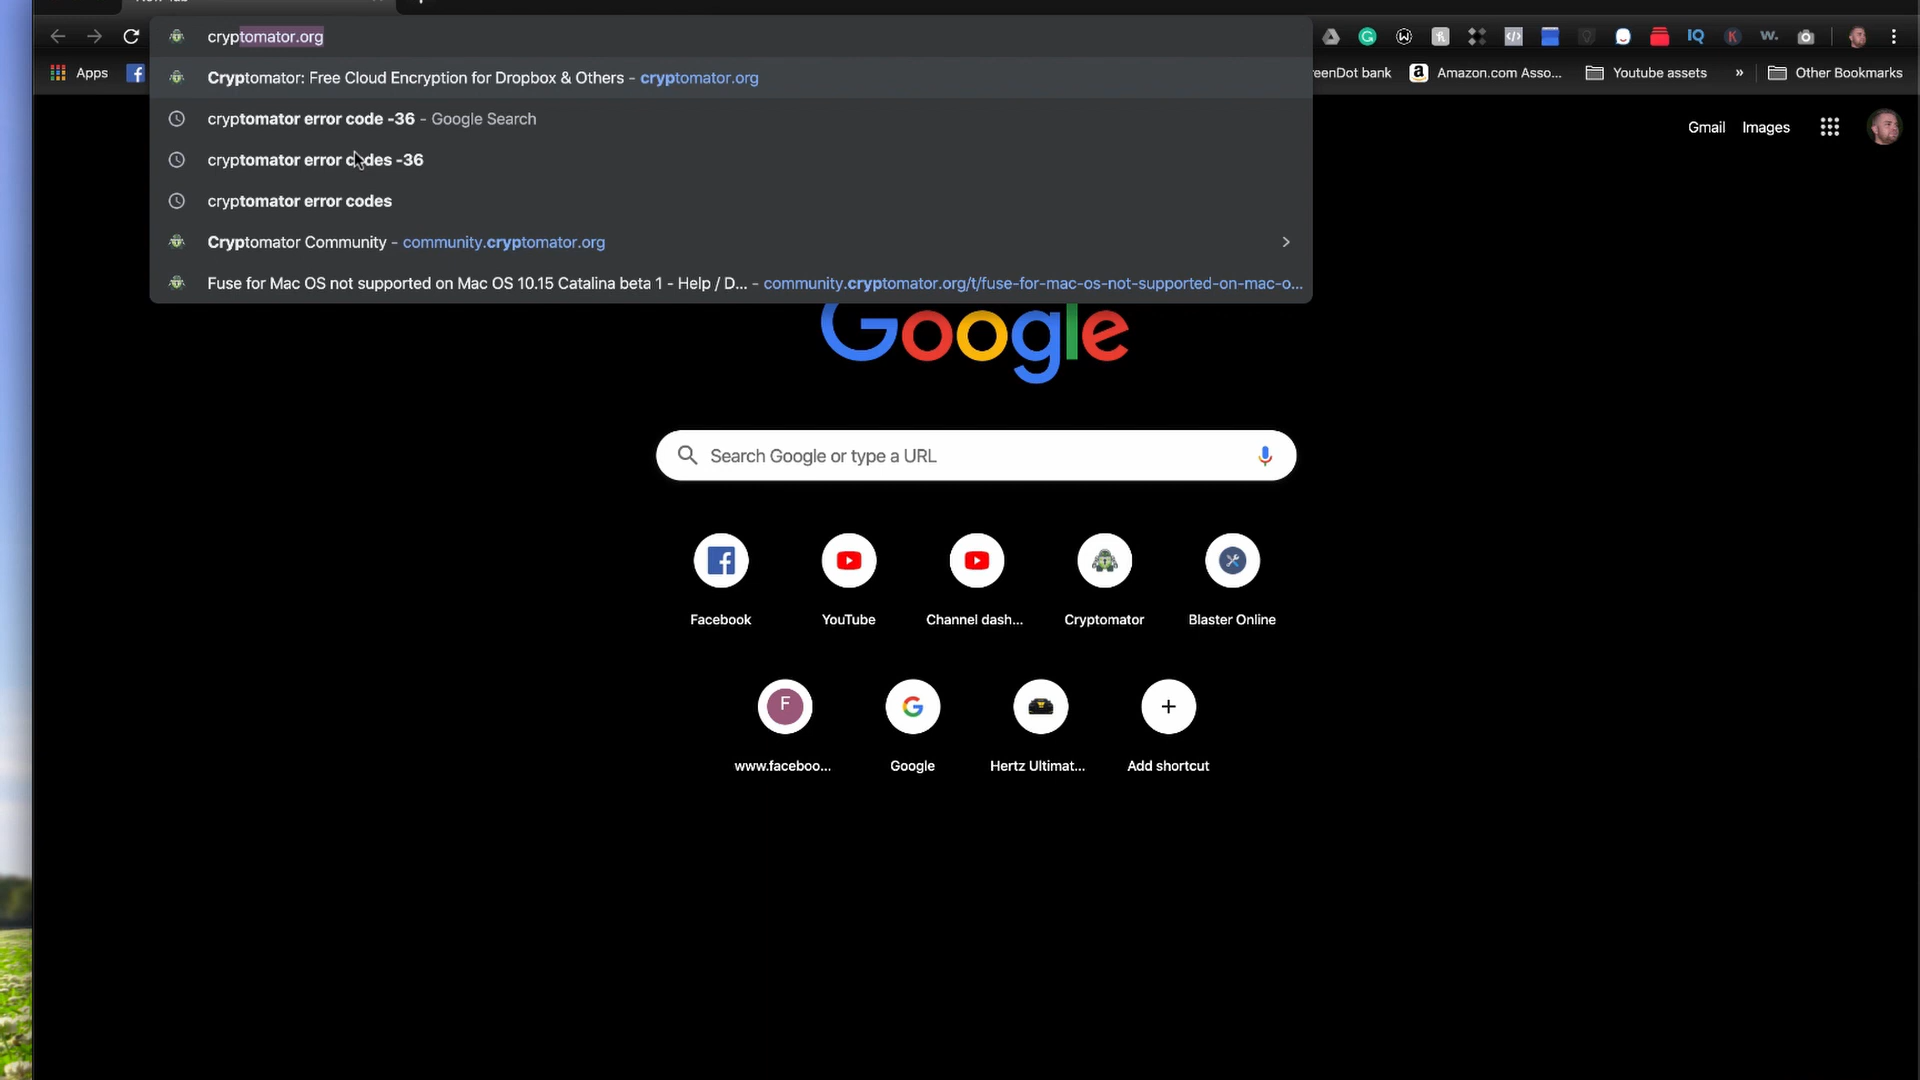 cryptomator.org
Cryptomator: Free Cloud Encryption for Dropbox & Others - cryptomator.org
cryptomator error code -36 - Google Search
cryptomator error codes -36
cryptomator error codes
Cryptomator Community - community.cryptomator.org
Fuse for Mac OS not supported on Mac OS 10.15 Catalina beta 1 - Help / D... - community.cryptomator.org/t/fuse-for-mac-os-not-supported-on-mac-o...
Apps
reenDot bank
Amazon.com Asso...
Youtube assets
»
Other Bookmarks
IQ
K
w.
Gmail
Images
Google
Search Google or type a URL
Facebook
YouTube
Channel dash...
Cryptomator
Blaster Online
F
G
www.faceboo...
Google
Hertz Ultimat...
Add shortcut